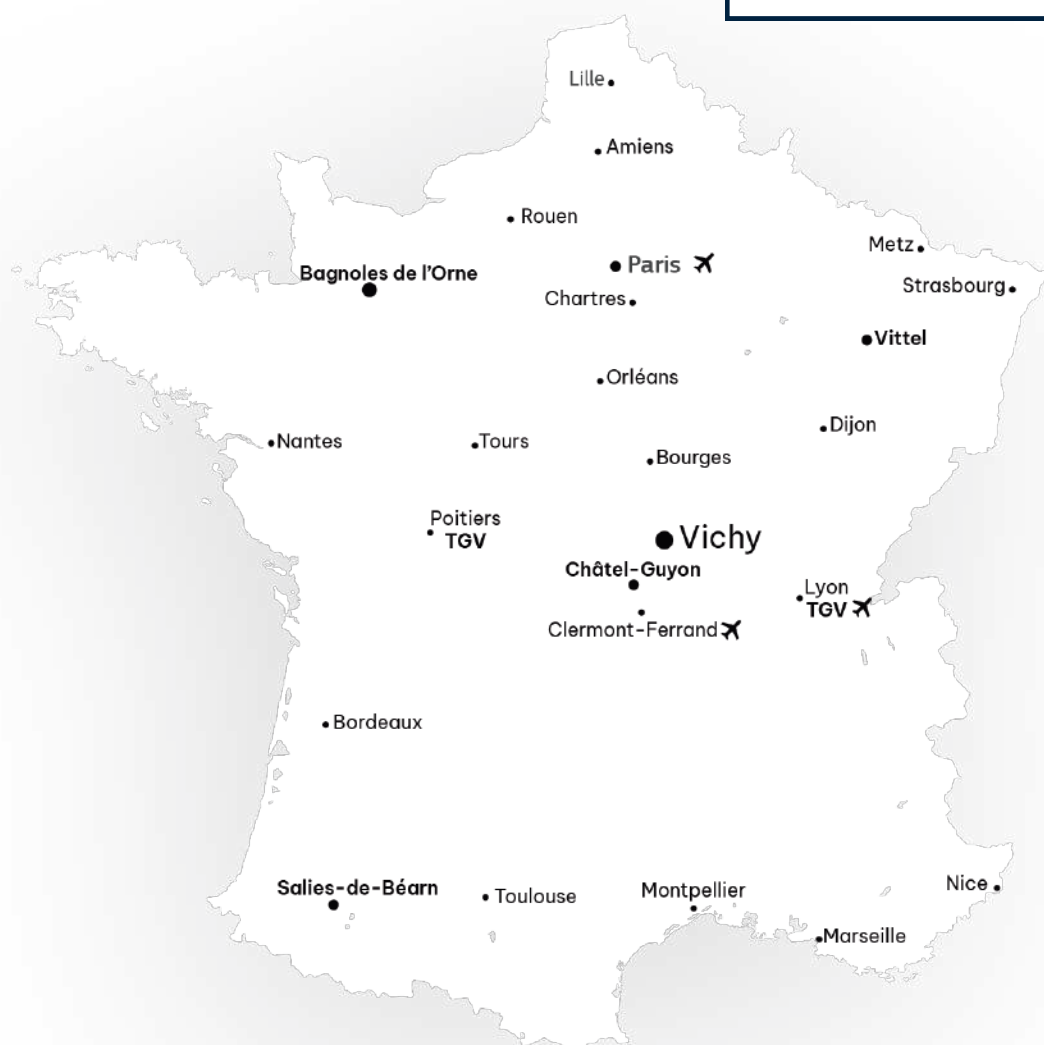 Lille
Amiens
Rouen
Metz
Paris
Bagnoles de l'Orne
Strasbourg
Chartres
Vittel
Orléans
Dijon
Nantes
Tours
Bourges
Poitiers
TGV
Vichy
Châtel-Guyon
Lyon
TGV
Clermont-Ferrand
Bordeaux
Salies-de-Béarn
Toulouse
Montpellier
Nice
Marseille